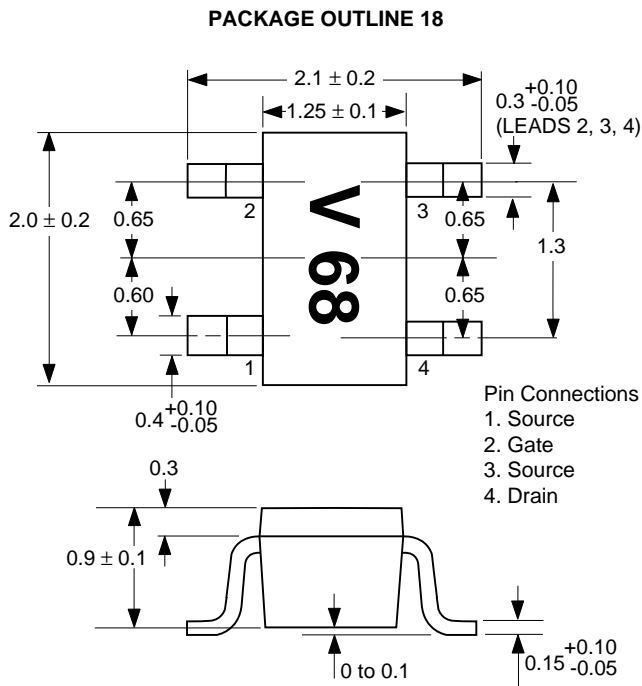 PACKAGE OUTLINE 18
2.1 ± 0.2
1.25 ± 0.1
0.3 +0.10 -0.05
(LEADS 2, 3, 4)
2.0 ± 0.2
0.65
2
V 68
3
0.65
1.3
0.60
0.65
1
4
0.4 +0.10 -0.05
Pin Connections
1. Source
2. Gate
3. Source
4. Drain
0.3
0.9 ± 0.1
0 to 0.1
0.15 +0.10 -0.05